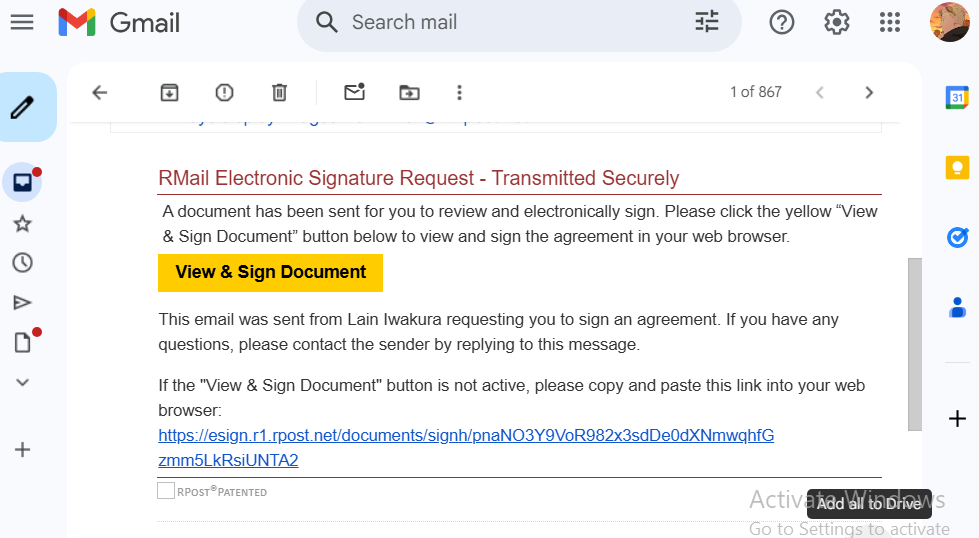 Gmail
Search mail
1 of 867
31
RMail Electronic Signature Request - Transmitted Securely
A document has been sent for you to review and electronically sign. Please click the yellow “View
& Sign Document” button below to view and sign the agreement in your web browser.
View & Sign Document
This email was sent from Lain Iwakura requesting you to sign an agreement. If you have any
questions, please contact the sender by replying to this message.
If the "View & Sign Document" button is not active, please copy and paste this link into your web
browser:
https://esign.r1.rpost.net/documents/signh/pnaNO3Y9VoR982x3sdDe0dXNmwqhfG
zmm5LkRsiUNTA2
RPOST®PATENTED
Activate Windows
Add all to Drive
Go to Settings to activate